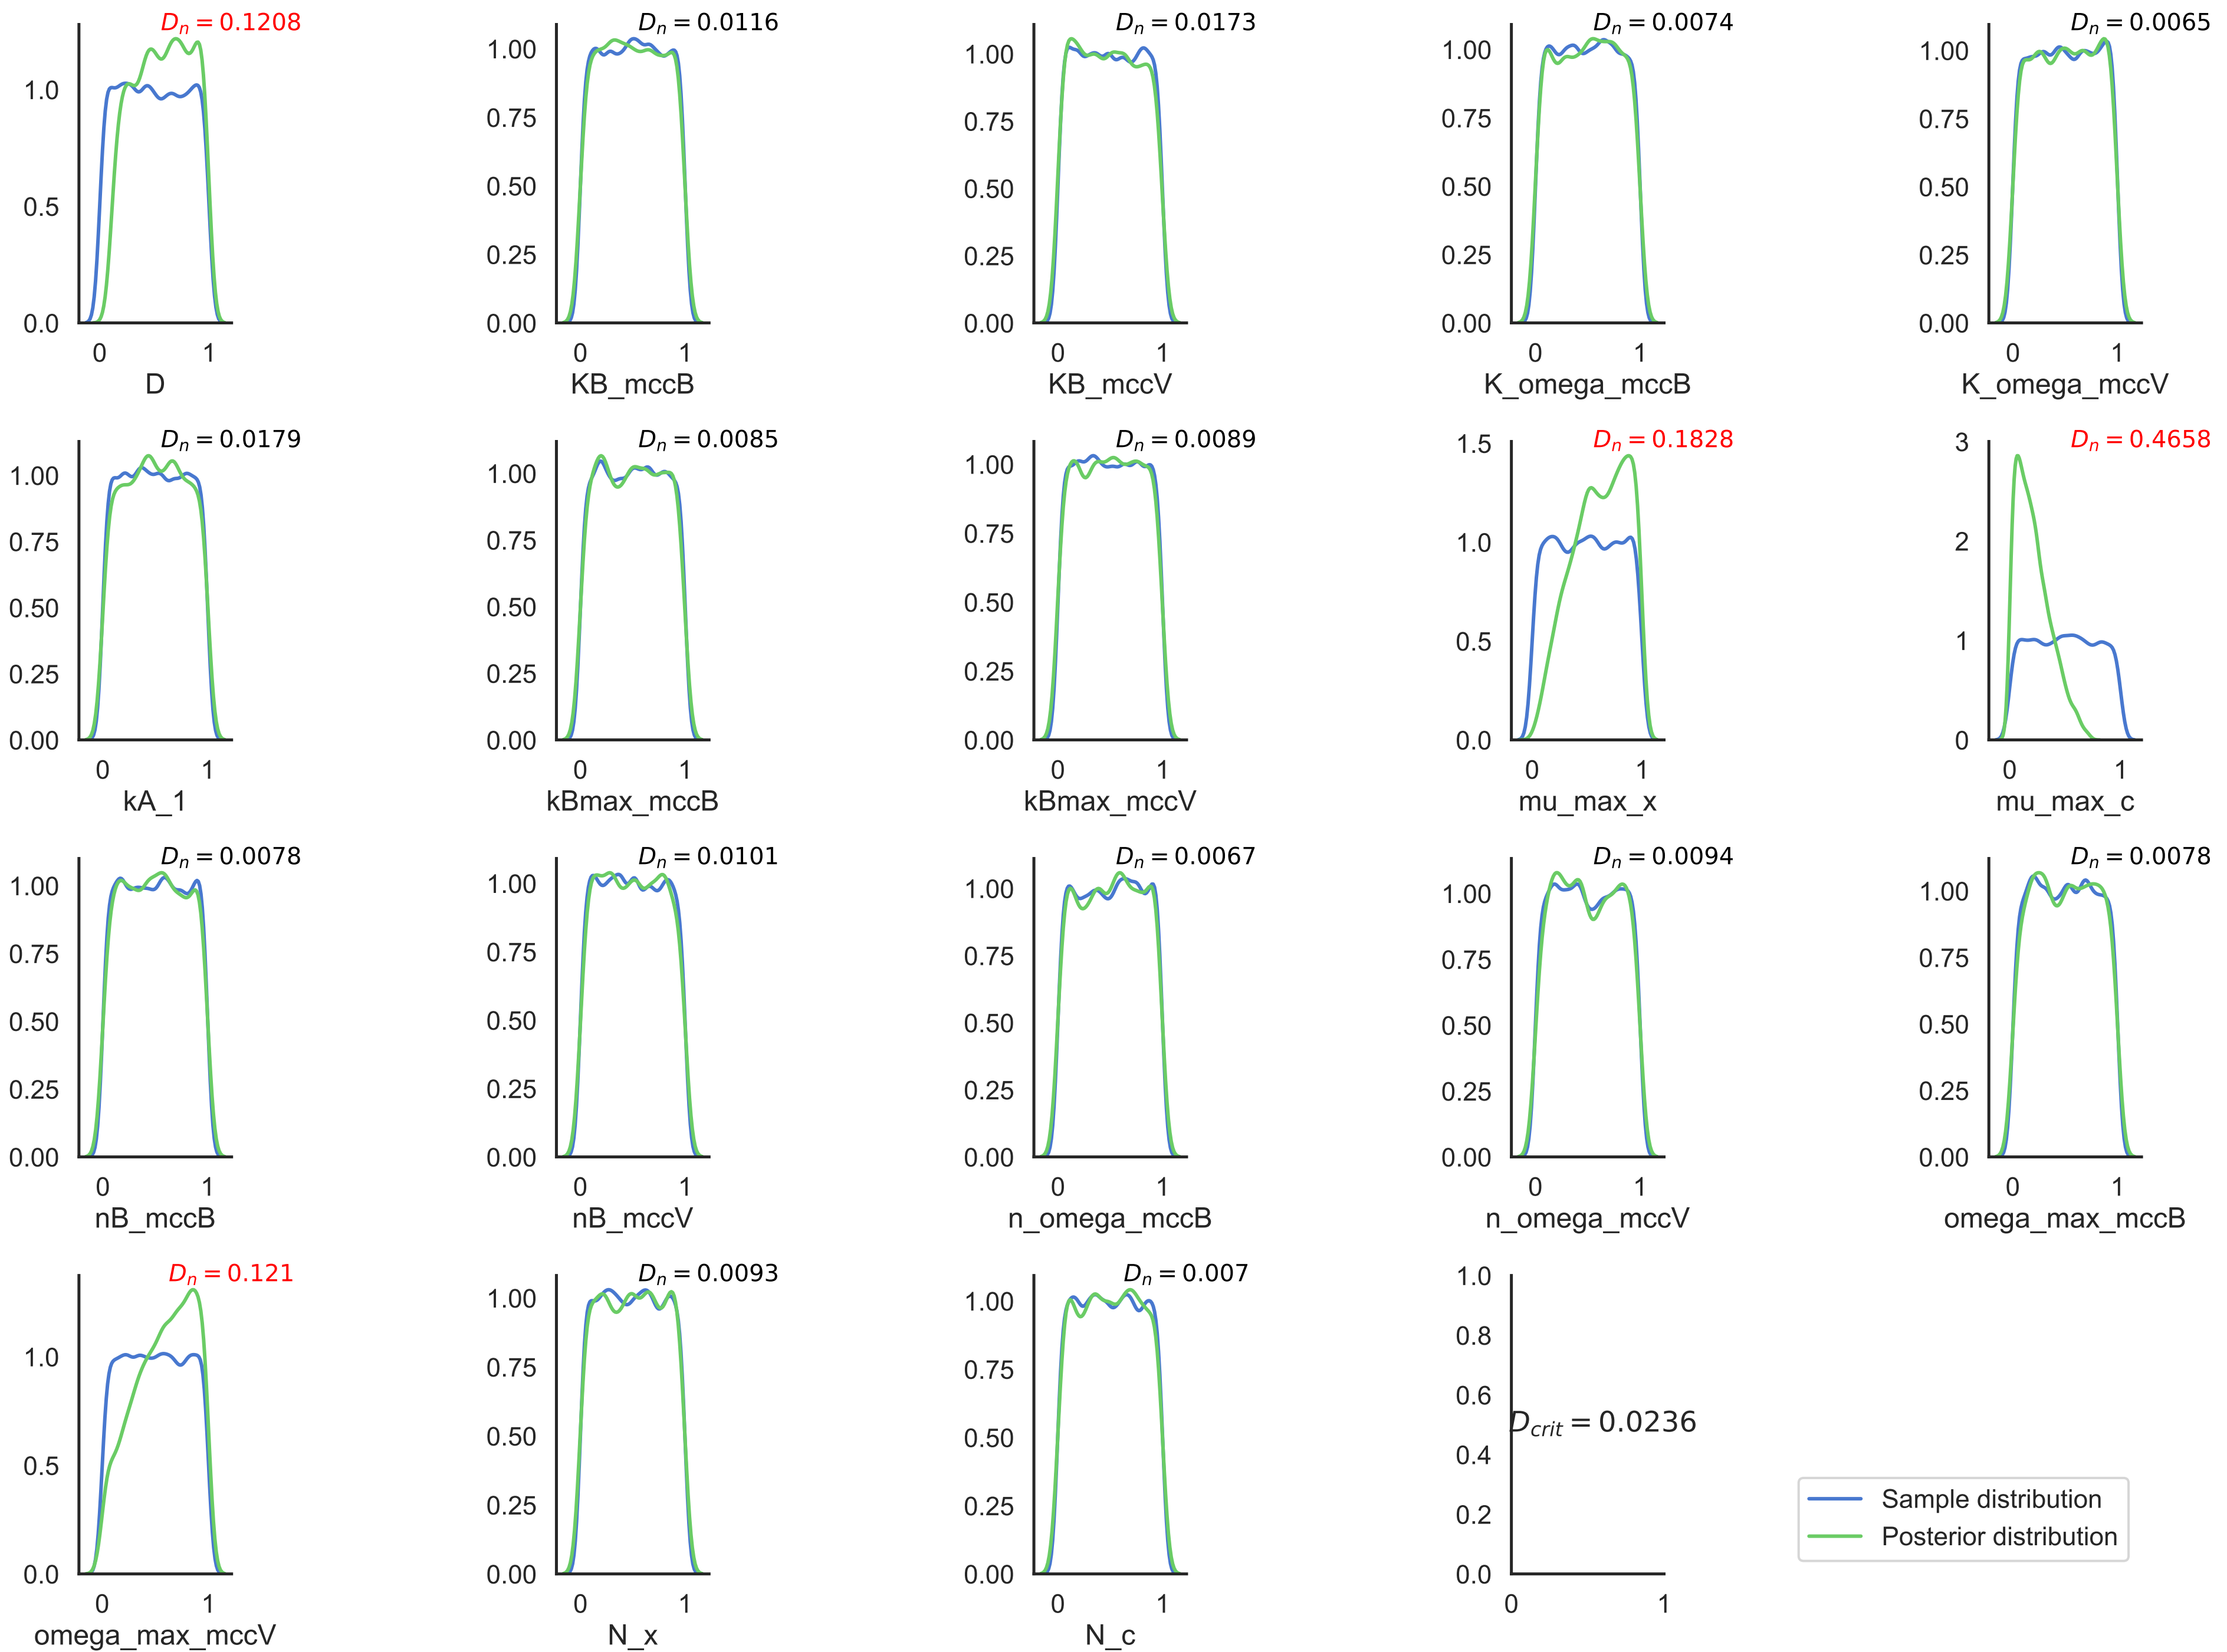 D_n = 0.1208
1.0
0.5
0.0
0 1
D
D_n = 0.0116
1.00
0.75
0.50
0.25
0.00
0 1
KB_mccB
D_n = 0.0173
1.00
0.75
0.50
0.25
0.00
0 1
KB_mccV
D_n = 0.0074
1.00
0.75
0.50
0.25
0.00
0 1
K_omega_mccB
D_n = 0.0065
1.00
0.75
0.50
0.25
0.00
0 1
K_omega_mccV
D_n = 0.0179
1.00
0.75
0.50
0.25
0.00
0 1
kA_1
D_n = 0.0085
1.00
0.75
0.50
0.25
0.00
0 1
kBmax_mccB
D_n = 0.0089
1.00
0.75
0.50
0.25
0.00
0 1
kBmax_mccV
D_n = 0.1828
1.5
1.0
0.5
0.0
0 1
mu_max_x
D_n = 0.4658
3
2
1
0
0 1
mu_max_c
D_n = 0.0078
1.00
0.75
0.50
0.25
0.00
0 1
nB_mccB
D_n = 0.0101
1.00
0.75
0.50
0.25
0.00
0 1
nB_mccV
D_n = 0.0067
1.00
0.75
0.50
0.25
0.00
0 1
n_omega_mccB
D_n = 0.0094
1.00
0.75
0.50
0.25
0.00
0 1
n_omega_mccV
D_n = 0.0078
1.00
0.75
0.50
0.25
0.00
0 1
omega_max_mccB
D_n = 0.121
1.0
0.5
0.0
0 1
omega_max_mccV
D_n = 0.0093
1.00
0.75
0.50
0.25
0.00
0 1
N_x
D_n = 0.007
1.00
0.75
0.50
0.25
0.00
0 1
N_c
1.0
0.8
0.6
D_crit = 0.0236
0.4
0.2
0.0
0 1
Sample distribution
Posterior distribution